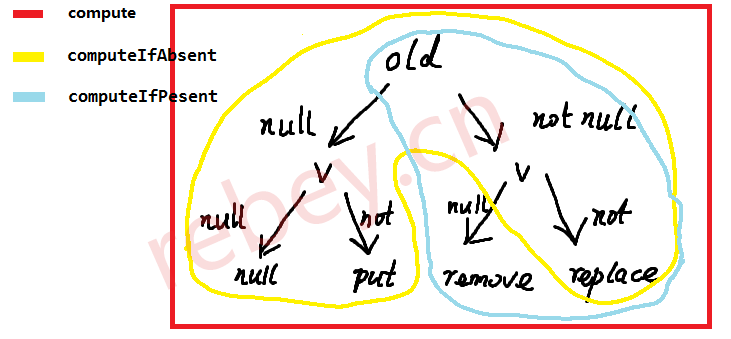 compute
computeIfAbsent
computeIfPesent
old
null
not null
v
v
null
not
null
not
null
put
remove
replace
rebey.cn